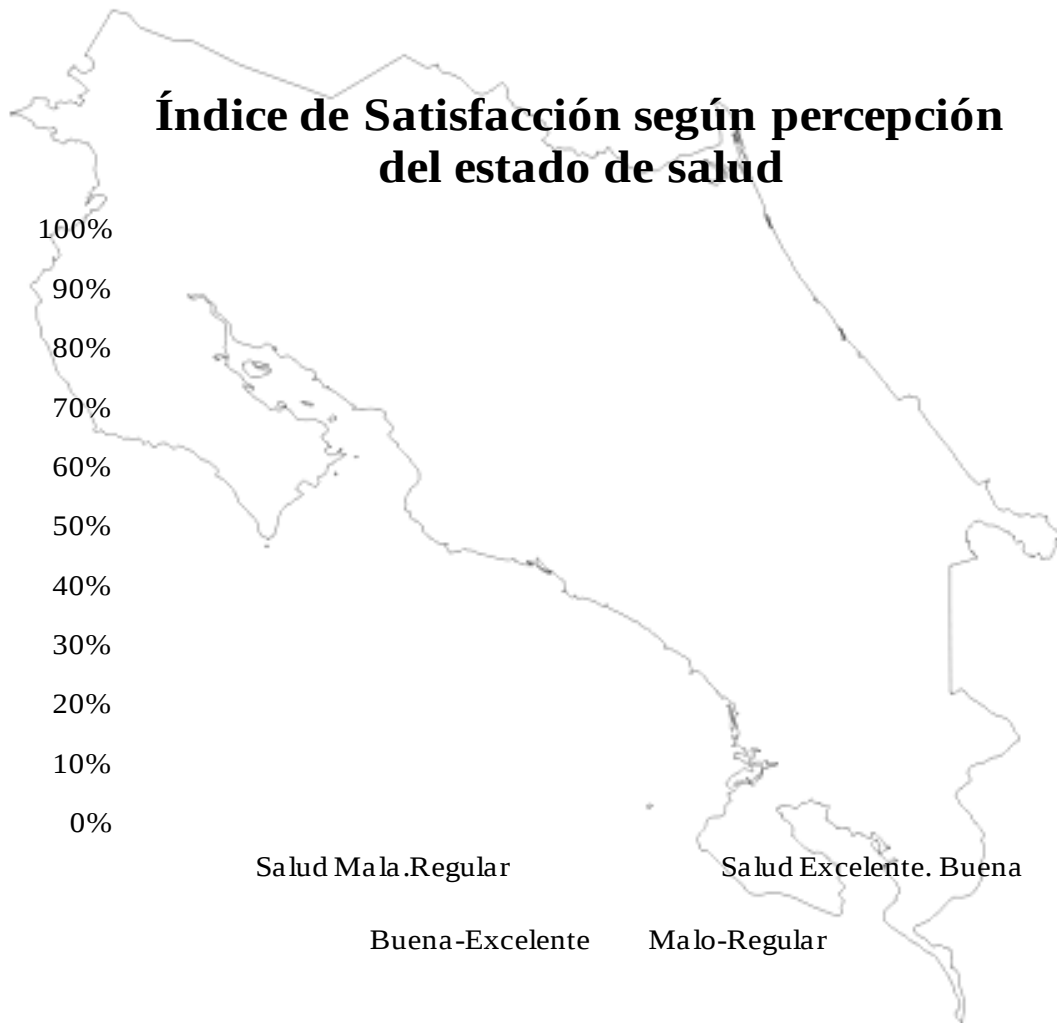 Índice de Satisfacción según percepción
del estado de salud
100%
90%
80%
70%
60%
50%
40%
30%
20%
10%
0%
Salud Mala.Regular Salud Excelente. Buena
Buena-Excelente Malo-Regular